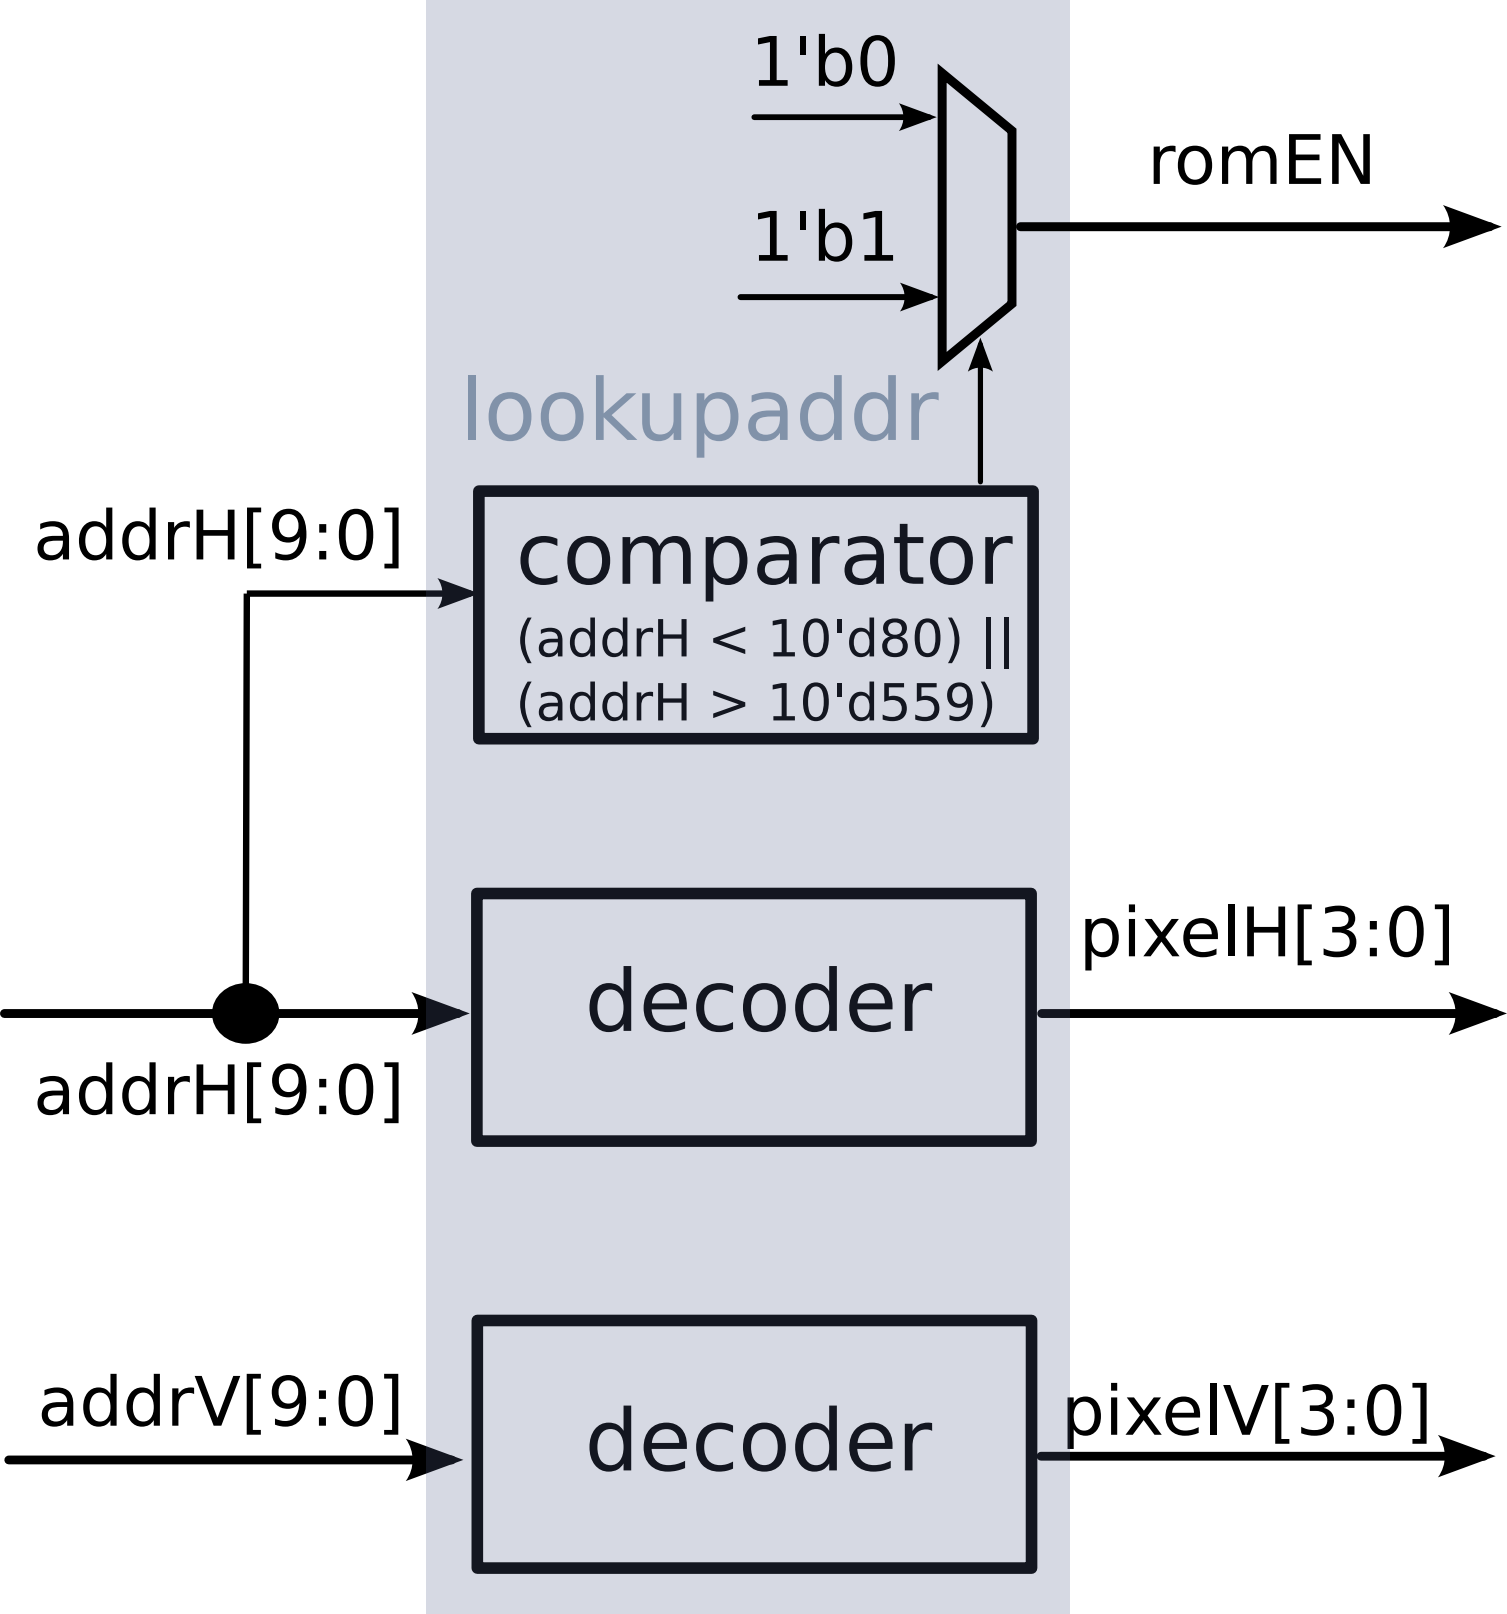 1'b0
romEN
1'b1
lookupaddr
addrH[9:0]
comparator
(addrH < 10'd80) ||
(addrH > 10'd559)
pixelH[3:0]
decoder
addrH[9:0]
addrV[9:0]
pixelV[3:0]
decoder